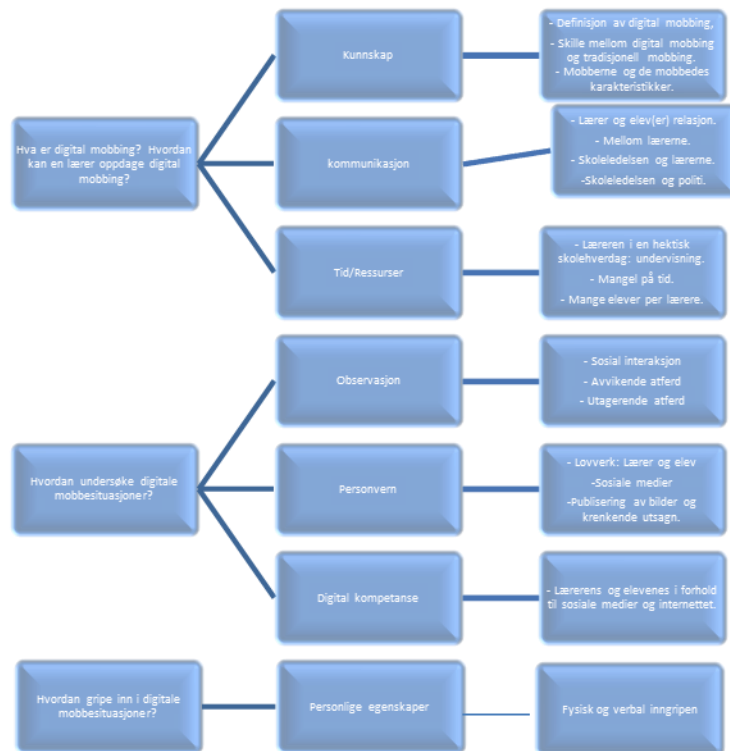 Kunnskap
- Definisjon av digital mobbing,
- Skille mellom digital mobbing
og tradisjonell mobbing.
- Mobberne og de mobbedes
karakteristikker.
Hva er digital mobbing? Hvordan
kan en lærer oppdage digital
mobbing?
kommunikasjon
- Lærer og elev(er) relasjon.
- Mellom lærerne.
- Skoleledelsen og lærerne.
-Skoleledelsen og politi.
Tid/Ressurser
- Læreren i en hektisk
skolehverdag: undervisning.
- Mangel på tid.
- Mange elever per lærere.
Observasjon
- Sosial interaksjon
- Avvikende atferd
- Utagerende atferd
Hvordan undersøke digitale
mobbesituasjoner?
Personvern
- Lovverk: Lærer og elev
-Sosiale medier
-Publisering av bilder og
krenkende utsagn.
Digital kompetanse
- Lærerens og elevenes i forhold
til sosiale medier og internettet.
Hvordan gripe inn i digitale
mobbesituasjoner?
Personlige egenskaper
Fysisk og verbal inngripen